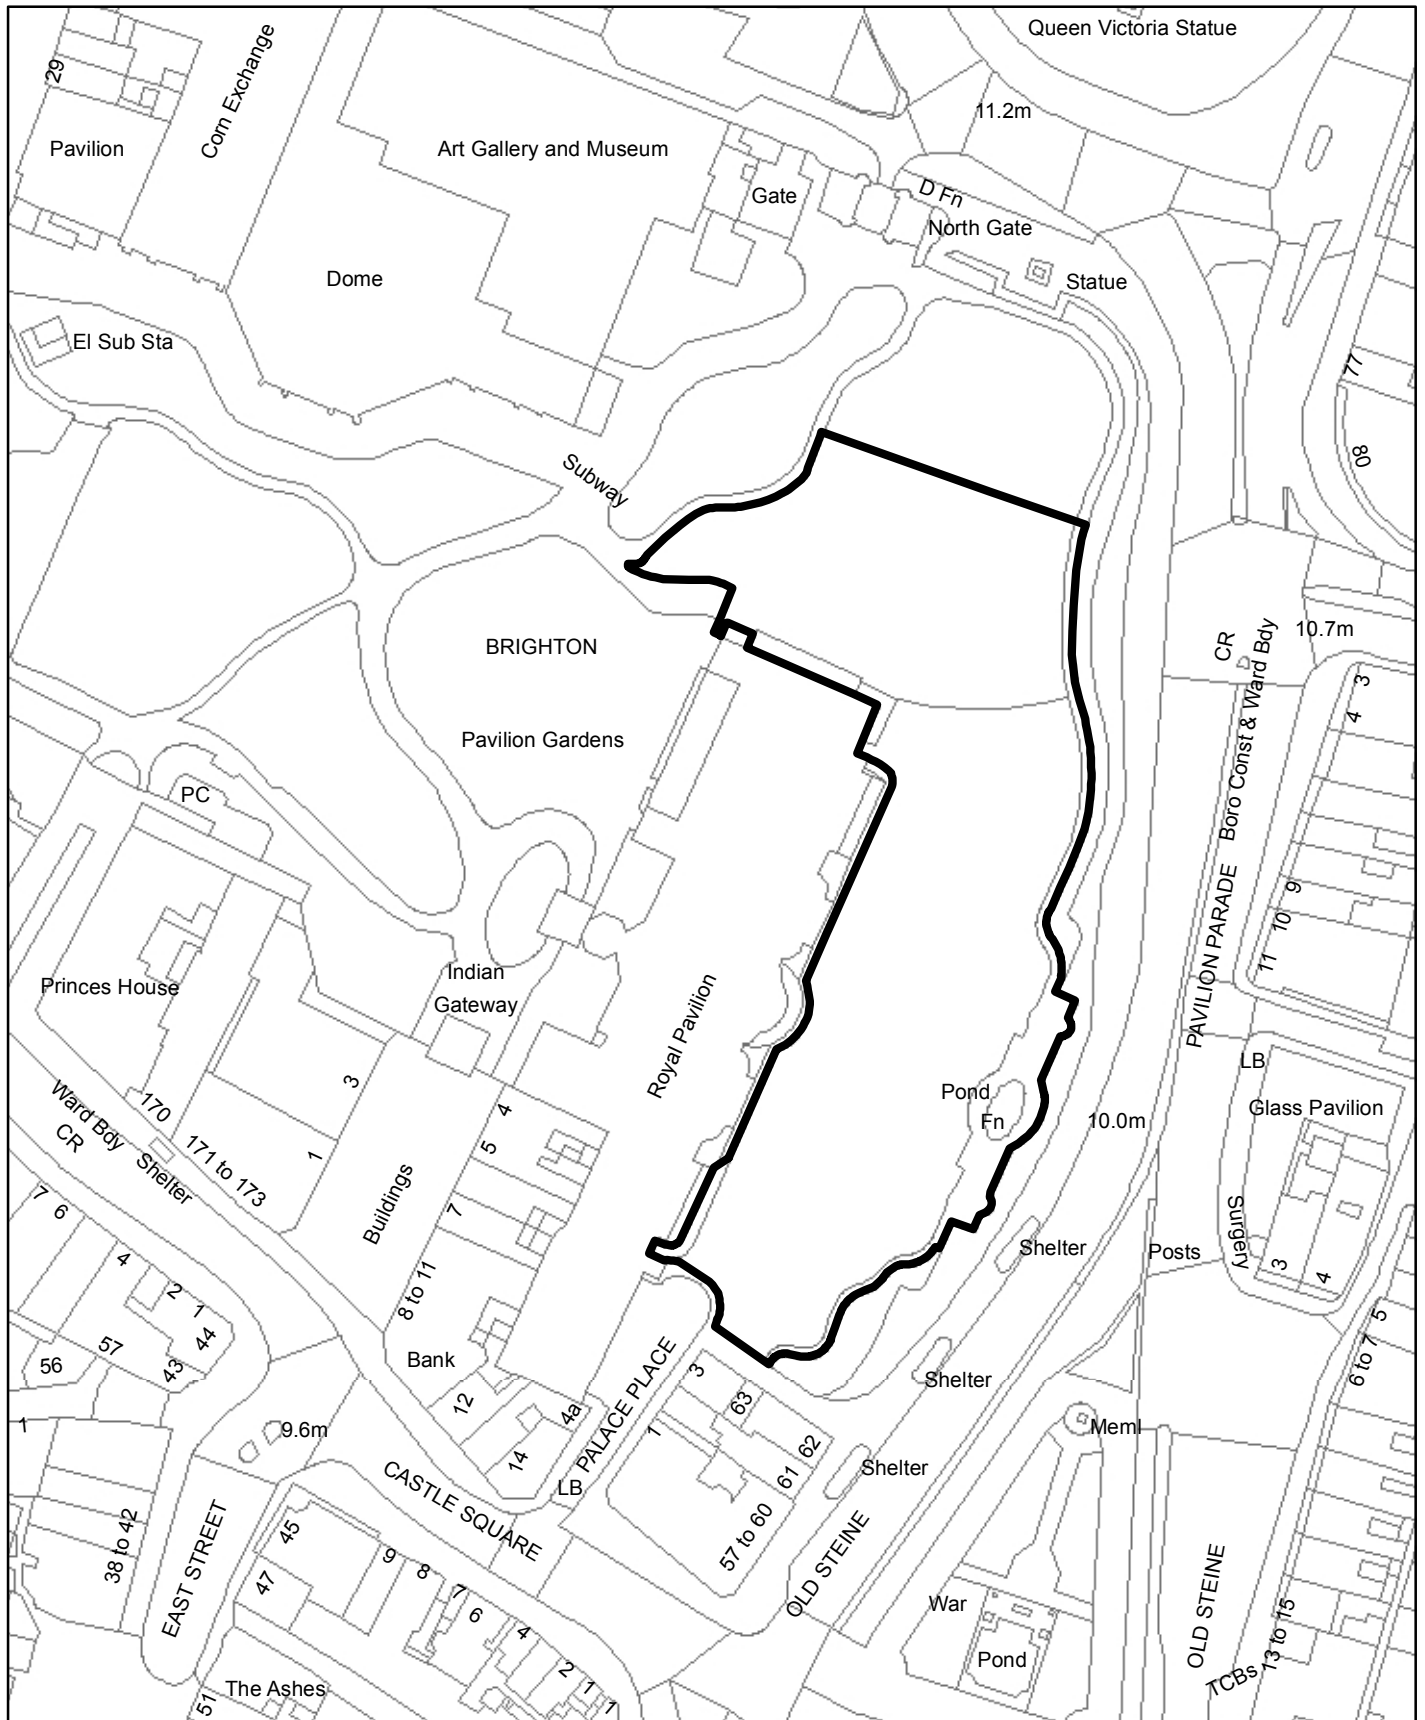 Queen Victoria Statue
29
Corn Exchange
11.2m
Pavilion
Art Gallery and Museum
Gate
D Fn
North Gate
Dome
Statue
El Sub Sta
77
80
Subway
BRIGHTON
CR
Boro Const & Ward Bdy
10.7m
3
4
Pavilion Gardens
PC
PAVILION PARADE
9
10
11
Princes House
Indian
Gateway
Royal Pavilion
LB
Pond
Fn
10.0m
Glass Pavilion
Ward Bdy
CR
Shelter
170
171 to 173
3
1
4
5
7
Buildings
8 to 11
7
6
4
2
1
44
43
57
56
1
Shelter
Posts
Surgery
3
4
5
6 to 7
Bank
12
14
4a
PALACE PLACE
LB
3
63
1
62
61
57 to 60
Shelter
Shelter
Meml
9.6m
CASTLE SQUARE
38 to 42
EAST STREET
45
47
9
8
7
6
4
2
1
1
OLD STEINE
War
Pond
OLD STEINE
TCBs
13 to 15
The Ashes
51